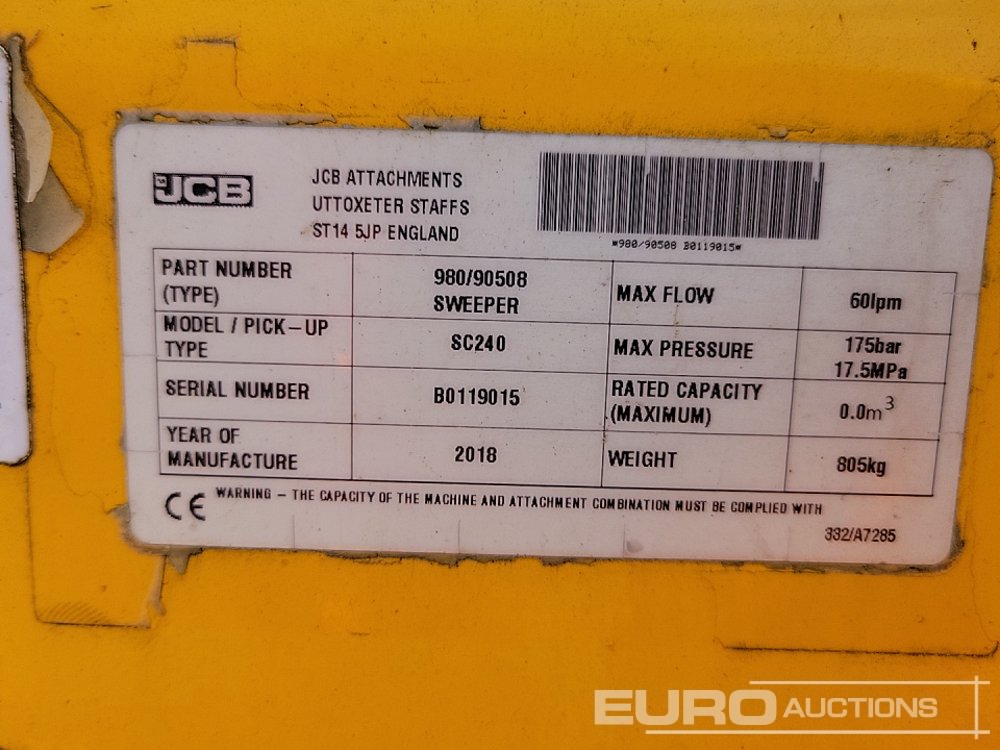 JCB
JCB ATTACHMENTS
UTTOXETER STAFFS
ST14 5JP ENGLAND
*980/90508 B0119015*
PART NUMBER (TYPE)
980/90508
SWEEPER
MAX FLOW
60lpm
MODEL / PICK-UP TYPE
SC240
MAX PRESSURE
175bar
17.5MPa
SERIAL NUMBER
B0119015
RATED CAPACITY (MAXIMUM)
0.0m³
YEAR OF MANUFACTURE
2018
WEIGHT
805kg
CE WARNING – THE CAPACITY OF THE MACHINE AND ATTACHMENT COMBINATION MUST BE COMPLIED WITH
332/A7285
EURO AUCTIONS